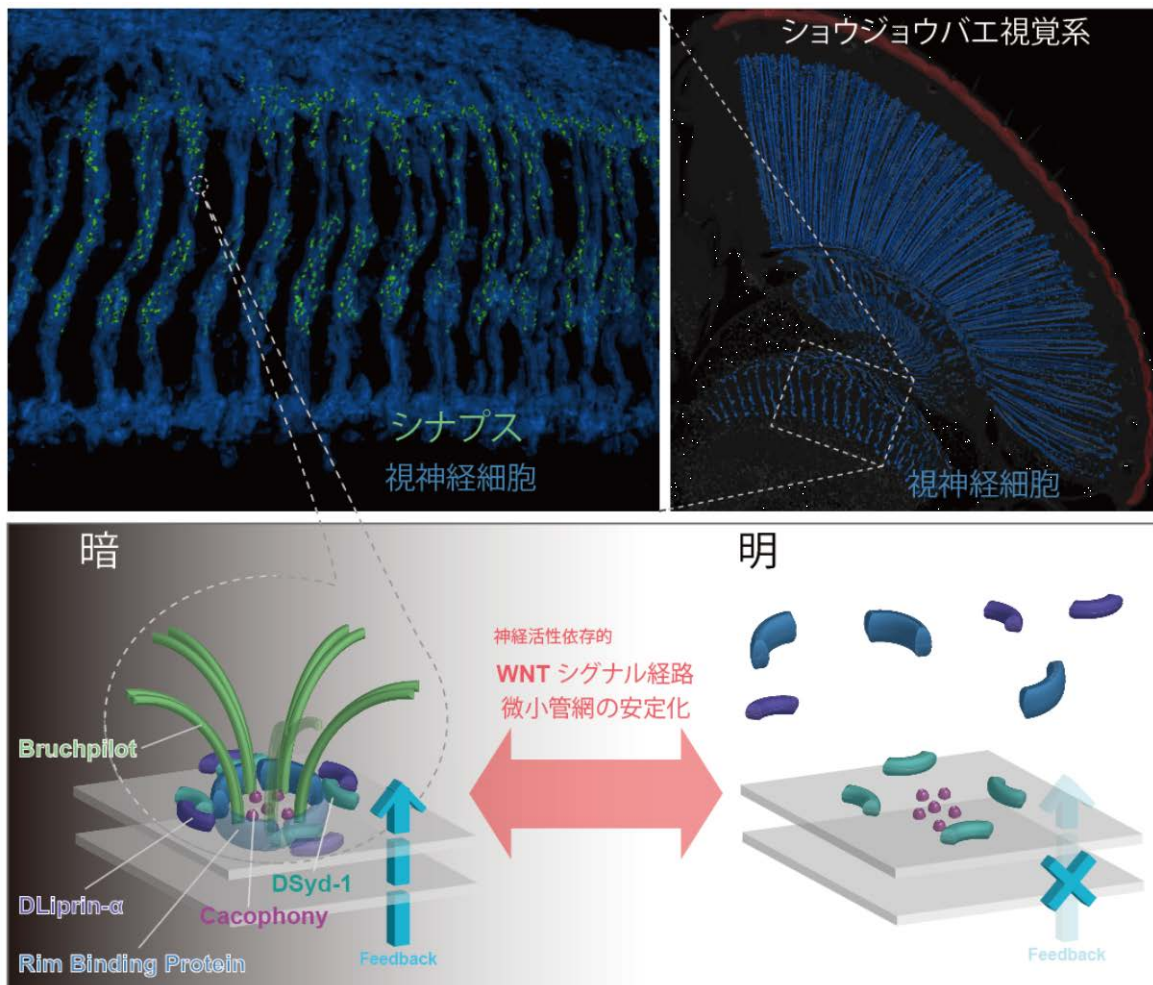 ショウジョウバエ視覚系
シナプス
視神経細胞
視神経細胞
暗
明
神経活性依存的
WNT シグナル経路
微小管網の安定化
Bruchpilot
DSyd-1
DLiprin-α
Cacophony
Rim Binding Protein
Feedback
Feedback